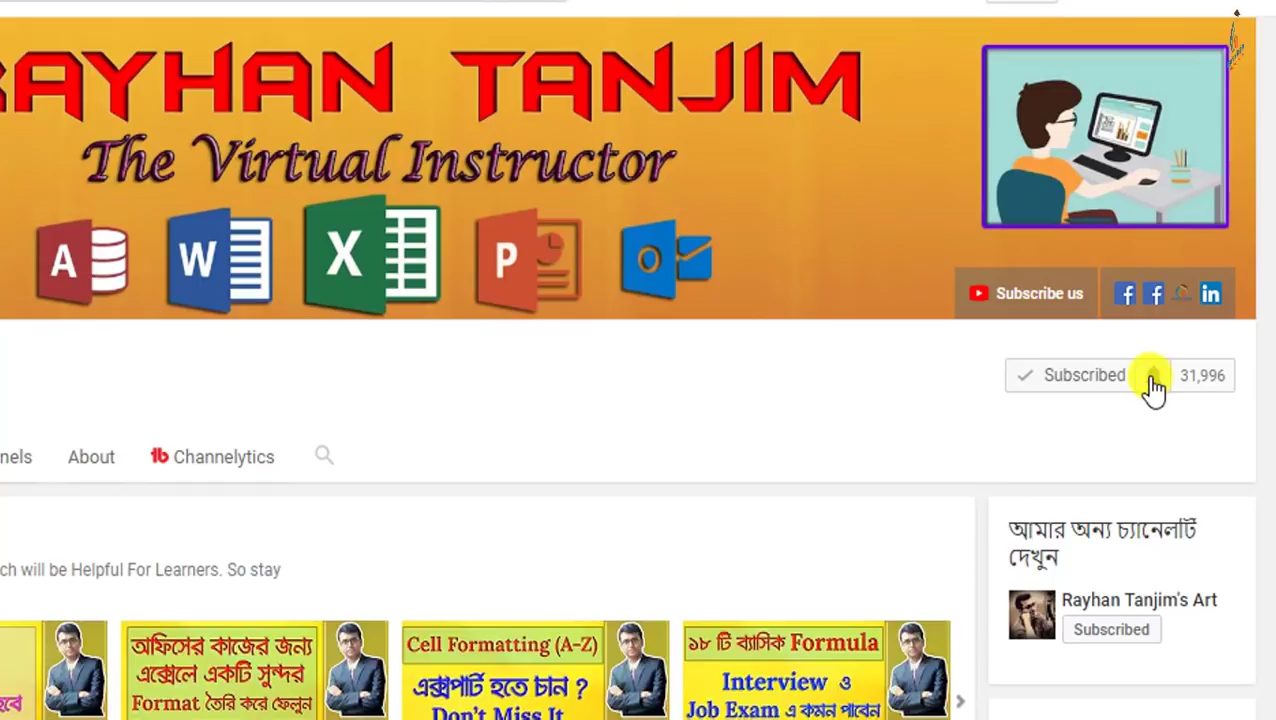 RAYHAN TANJIM
The Virtual Instructor
A W X P O
Subscribe us
Subscribed 31,996
About Channelytics
আমার অন্য চ্যানেলটি
দেখুন
ch will be Helpful For Learners. So stay
Rayhan Tanjim's Art
Subscribed
অফিসের কাজের জন্য
এক্সেলে একটি সুন্দর
Format তৈরি করে ফেলুন
Cell Formatting (A-Z)
এক্সপার্ট হতে চান ?
Don't Miss It
১৮ টি ব্যাসিক Formula
Interview ও
Job Exam এ কমন পাবেন